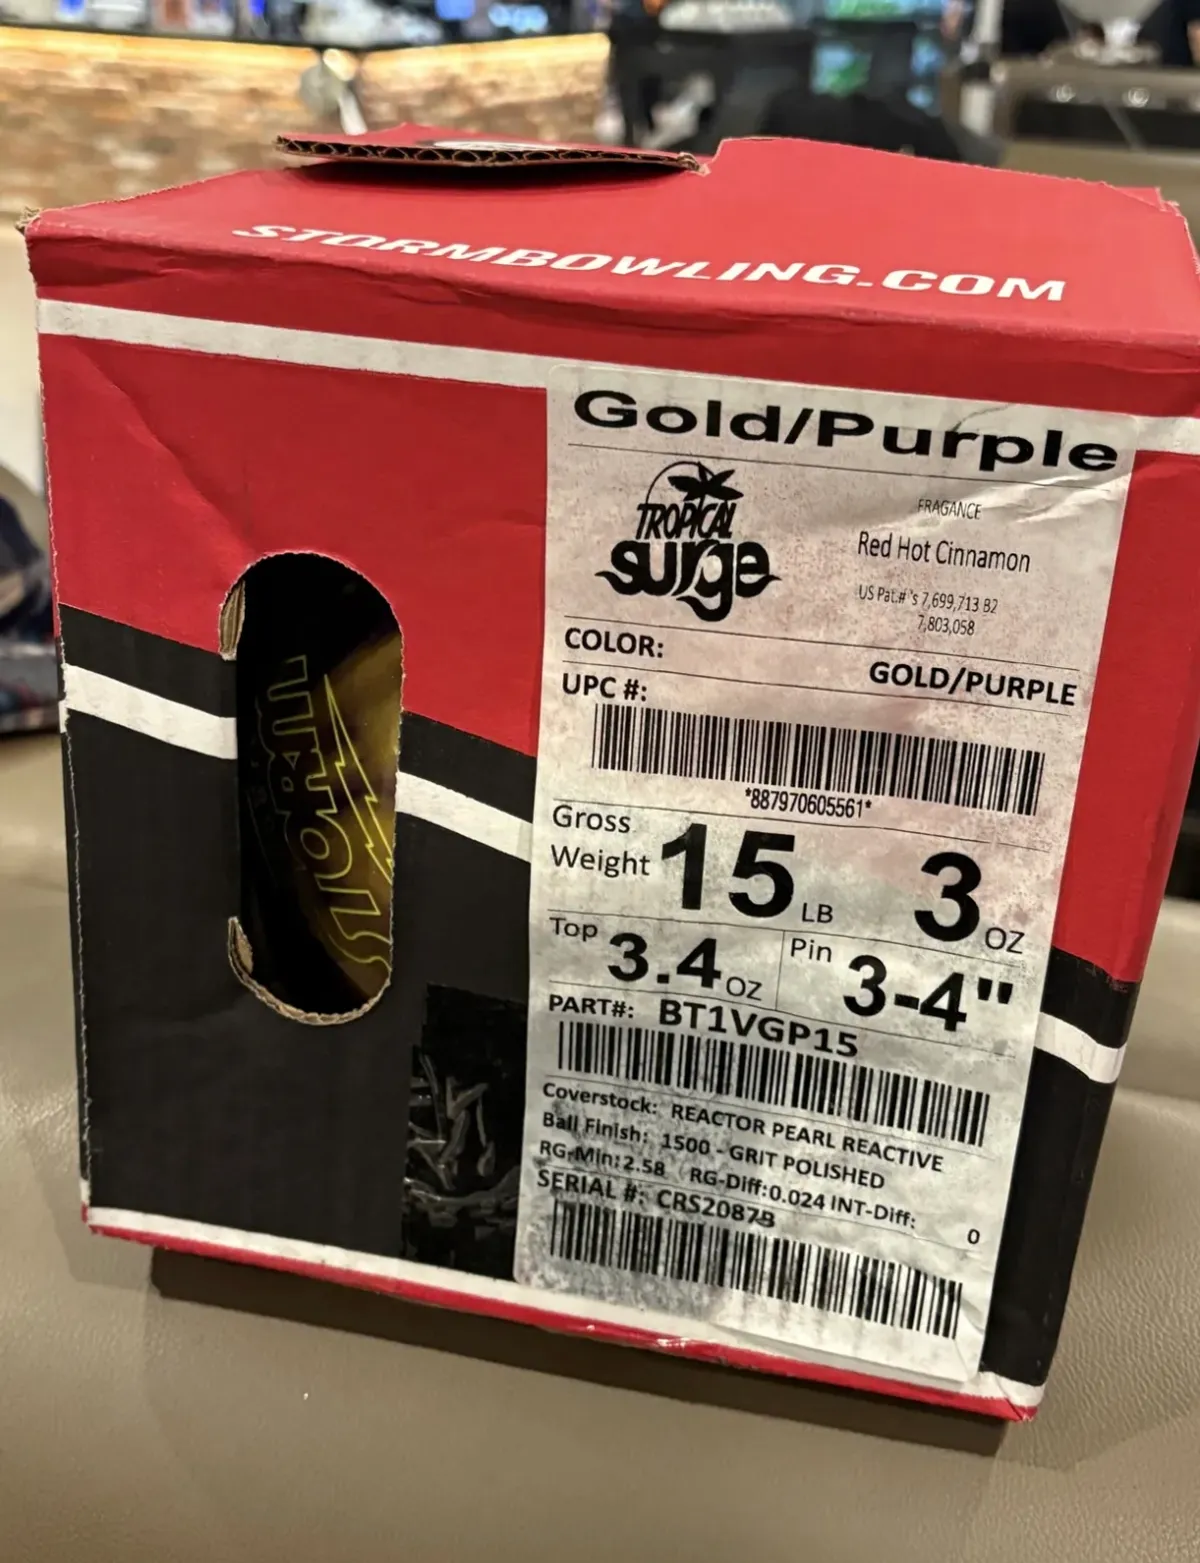 STORMBOWLING.COM
Gold/Purple
TROPICAL
surge
FRAGANCE
Red Hot Cinnamon
US Pat.# 's 7,699,713 B2
7,803,058
COLOR:
GOLD/PURPLE
UPC #:
*887970605561*
Gross
Weight 15 LB 3 OZ
Top 3.4 OZ Pin 3-4"
PART#: BT1VGP15
Coverstock: REACTOR PEARL REACTIVE
Ball Finish: 1500 - GRIT POLISHED
RG-Min: 2.58 RG-Diff: 0.024 INT-Diff: 0
SERIAL #: CRS2087B
STORM